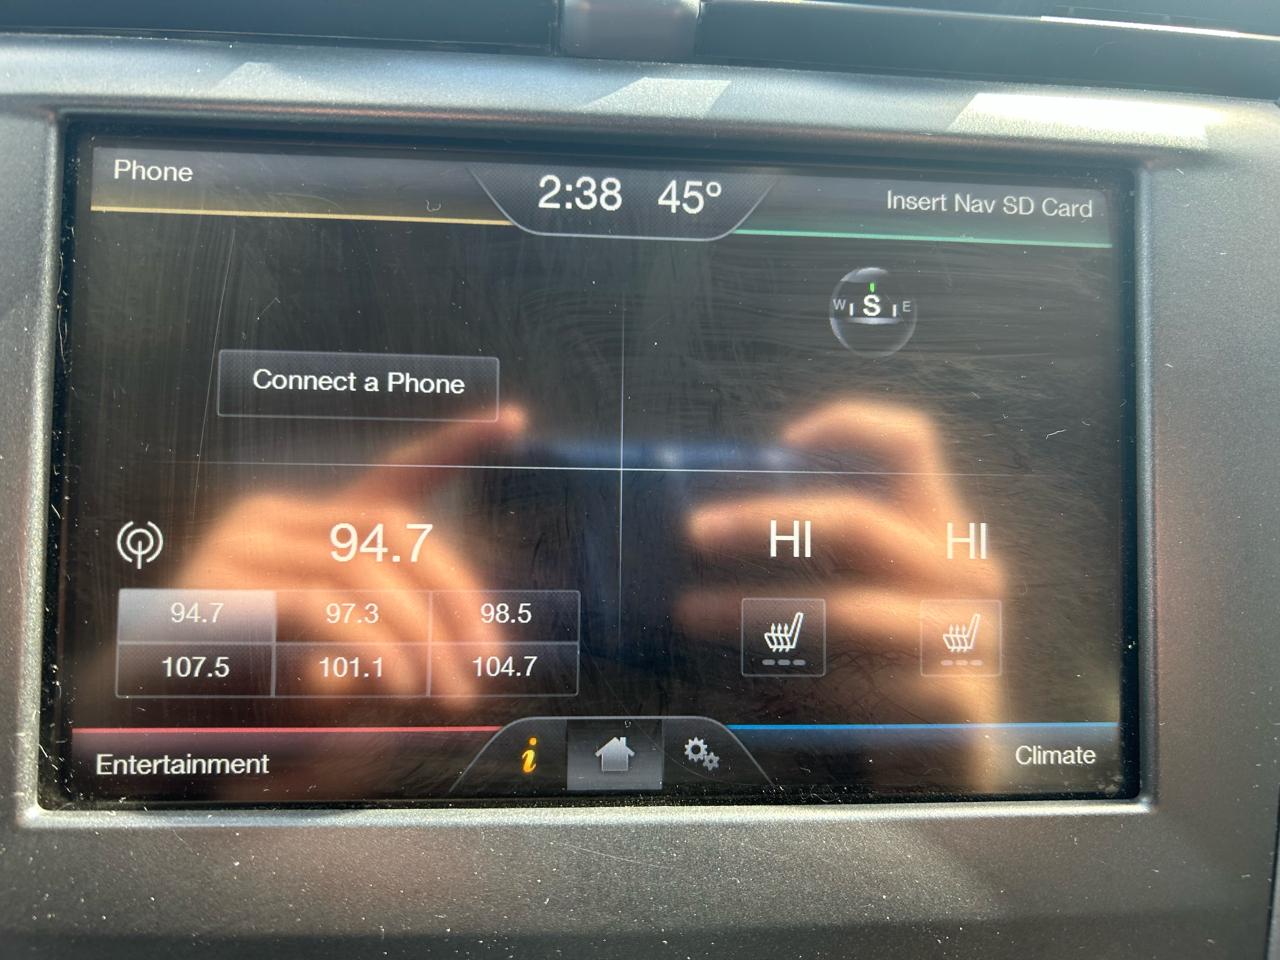 Phone
2:38 45°
Insert Nav SD Card
W S E
Connect a Phone
94.7
94.7 97.3 98.5
107.5 101.1 104.7
HI HI
Entertainment
i
Climate